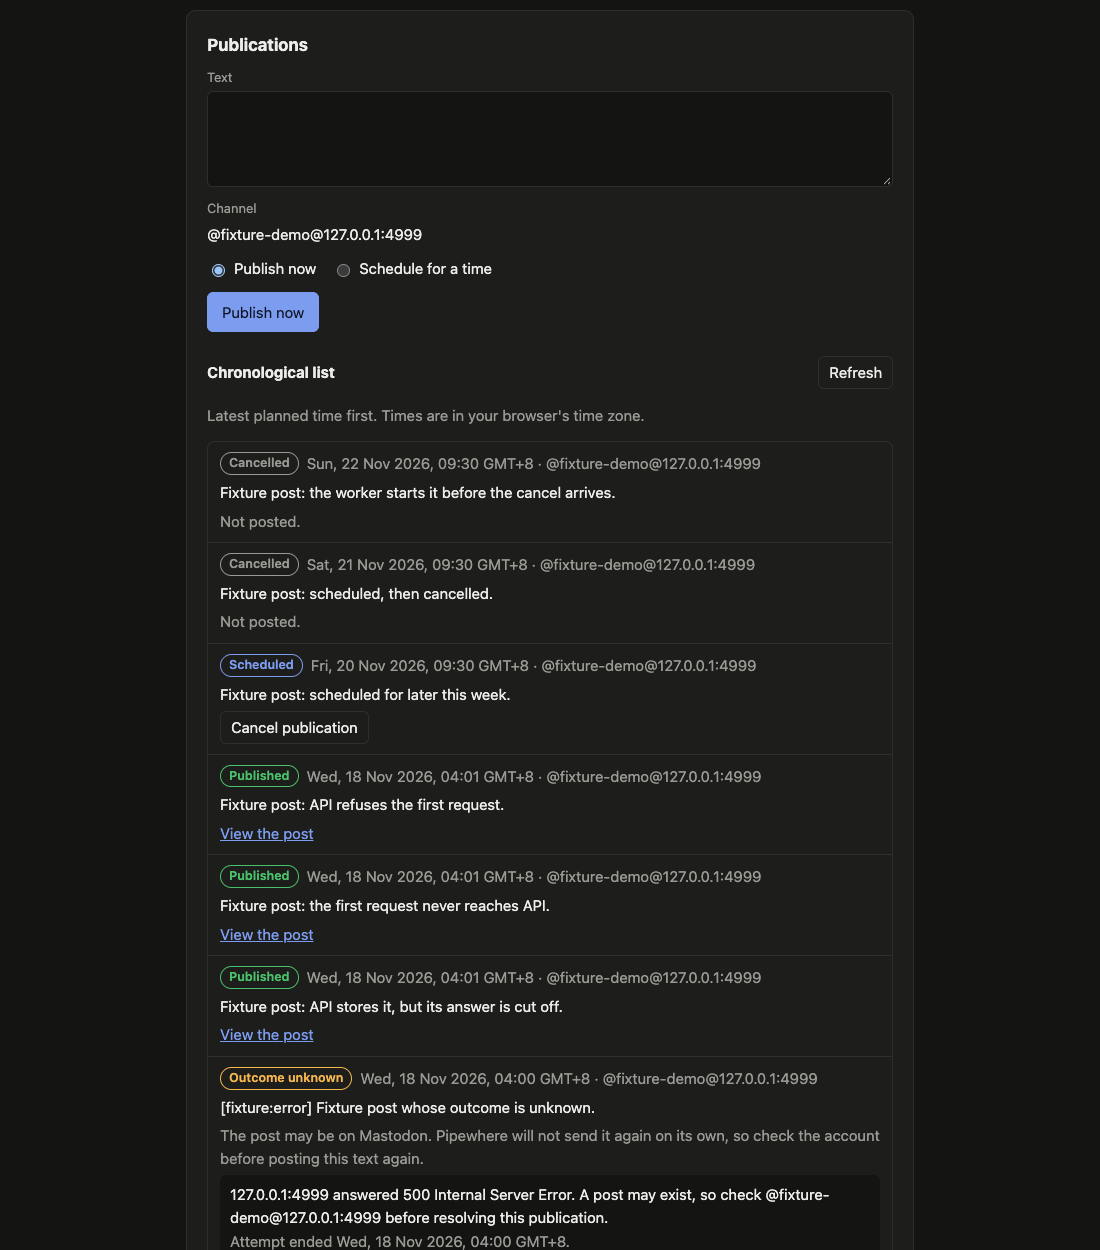 Publications
Text
Channel
@fixture-demo@127.0.0.1:4999
Publish now
Schedule for a time
Publish now
Chronological list
Refresh
Latest planned time first. Times are in your browser's time zone.
Cancelled Sun, 22 Nov 2026, 09:30 GMT+8 · @fixture-demo@127.0.0.1:4999
Fixture post: the worker starts it before the cancel arrives.
Not posted.
Cancelled Sat, 21 Nov 2026, 09:30 GMT+8 · @fixture-demo@127.0.0.1:4999
Fixture post: scheduled, then cancelled.
Not posted.
Scheduled Fri, 20 Nov 2026, 09:30 GMT+8 · @fixture-demo@127.0.0.1:4999
Fixture post: scheduled for later this week.
Cancel publication
Published Wed, 18 Nov 2026, 04:01 GMT+8 · @fixture-demo@127.0.0.1:4999
Fixture post: API refuses the first request.
View the post
Published Wed, 18 Nov 2026, 04:01 GMT+8 · @fixture-demo@127.0.0.1:4999
Fixture post: the first request never reaches API.
View the post
Published Wed, 18 Nov 2026, 04:01 GMT+8 · @fixture-demo@127.0.0.1:4999
Fixture post: API stores it, but its answer is cut off.
View the post
Outcome unknown Wed, 18 Nov 2026, 04:00 GMT+8 · @fixture-demo@127.0.0.1:4999
[fixture:error] Fixture post whose outcome is unknown.
The post may be on Mastodon. Pipewhere will not send it again on its own, so check the account
before posting this text again.
127.0.0.1:4999 answered 500 Internal Server Error. A post may exist, so check @fixture-
demo@127.0.0.1:4999 before resolving this publication.
Attempt ended Wed, 18 Nov 2026, 04:00 GMT+8.